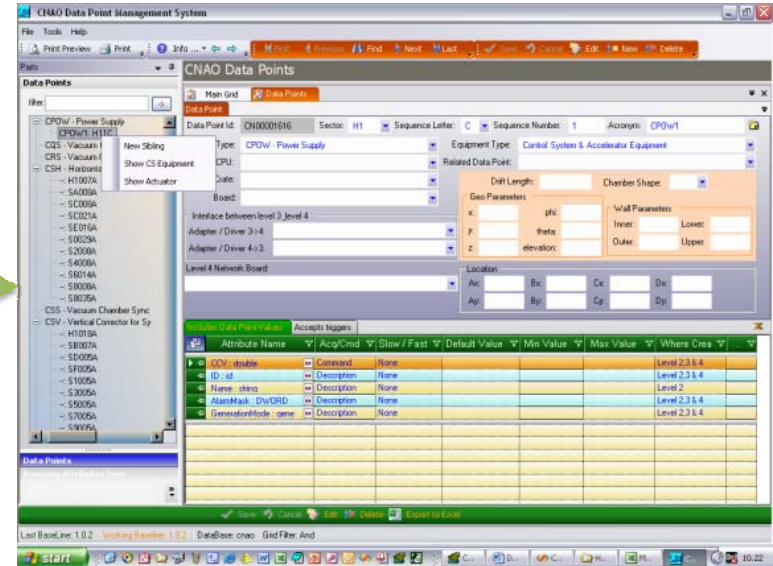 CNAO Data Point Management System
File Tools Help
Print Preview Print Info ... First Previous Find Next Last Save Cancel Edit New Delete
Parts
CNAO Data Points
Data Points
filter:
Main Grid Data Points
Data Point
CPOW - Power Supply
CPOW1: H11C
CQS - Vacuum
CRS - Vacuum
CSH - Horizonta
H1007A
SA009A
SC009A
SC021A
SE016A
S0029A
S2008A
S4008A
S6014A
S8008A
S8035A
CSS - Vacuum Chamber Sync
CSV - Vertical Corrector for Sy
H1018A
SB007A
SD005A
SF005A
S1005A
S3005A
S5005A
S7005A
S9005A
New Sibling
Show CS Equipment
Show Actuator
Data Point Id: CN00001616 Sector: H1 Sequence Letter: C Sequence Number: 1 Acronym: CPOW1
Type: CPOW - Power Supply Equipment Type: Control System & Accelerator Equipment
CPU: Related Data Point:
Crate: Drift Length: Chamber Shape:
Board: Geo Parameters Wall Parameters
Interface between level 3_level 4 x: phi: Inner: Lower:
Adapter / Driver 3->4: y: theta: Outer: Upper:
Adapter / Driver 4->3: z: elevation:
Level 4 Network Board: Location
Ax: Bx: Cx: Dx:
Ay: By: Cy: Dy:
Includes Data Point Values Accepts triggers
Attribute Name Acq/Cmd Slow / Fast Default Value Min Value Max Value Where Crea ...
CCV : double Command None Level 2,3 & 4
ID : id Description None Level 2,3 & 4
Name : string Description None Level 2
AlarmMask : DWORD Description None Level 2,3 & 4
GenerationMode : gene Description None Level 2,3 & 4
Data Points
Save Cancel Edit Delete Export to Excel
Last BaseLine: 1.0.2 Working Baseline: 1.0.2 DataBase: cnao Grid Filter: And
start C... D... C... H... M... C... 10.22